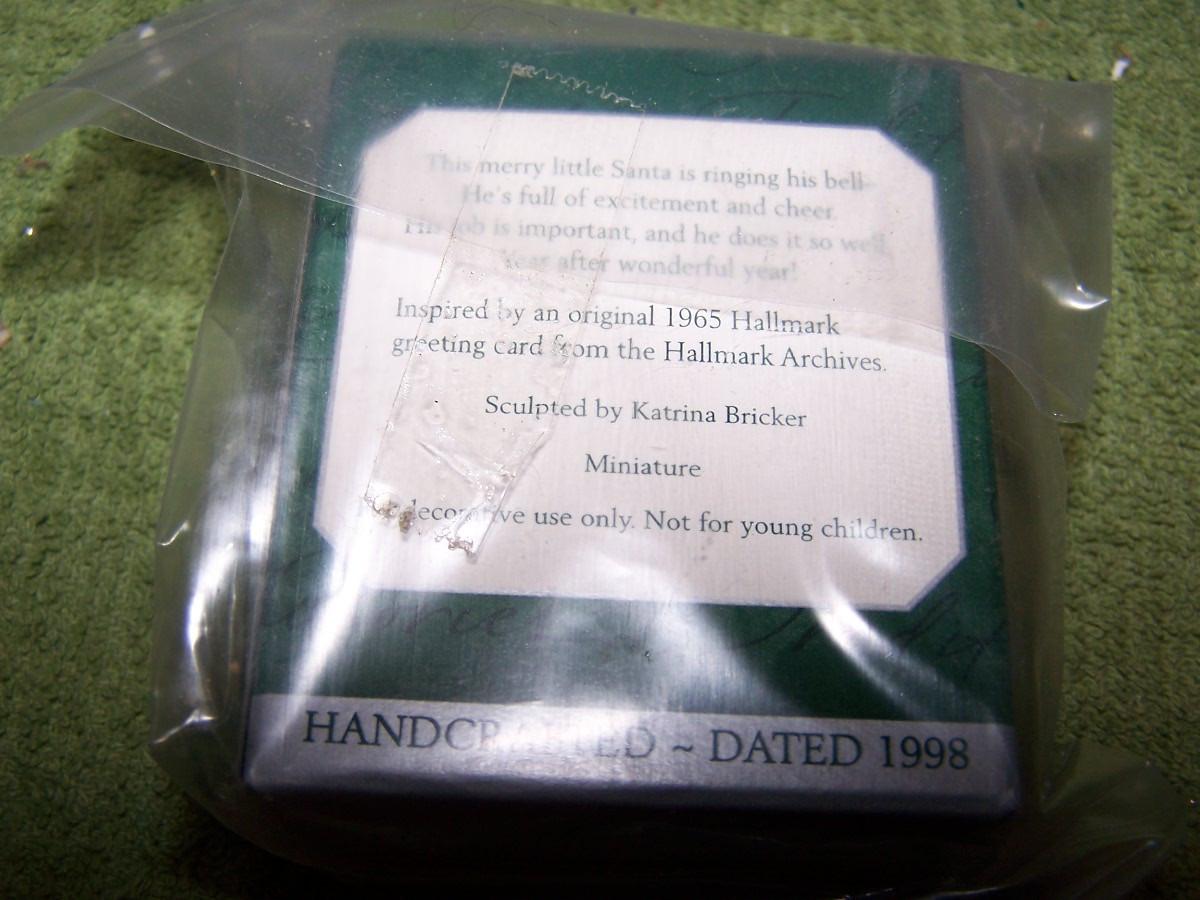 This merry little Santa is ringing his bell–
He's full of excitement and cheer.
His job is important, and he does it so well,
Year after wonderful year!
Inspired by an original 1965 Hallmark
greeting card from the Hallmark Archives.
Sculpted by Katrina Bricker
Miniature
For decorative use only. Not for young children.
HANDCRAFTED ~ DATED 1998